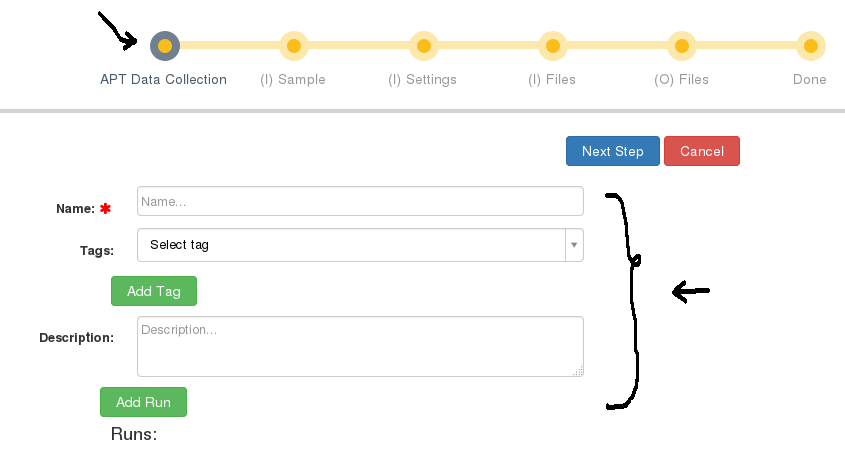 APT Data Collection (I) Sample (I) Settings (I) Files (O) Files Done
Next Step Cancel
Name: ✱ Name...
Tags: Select tag
Add Tag
Description: Description...
Add Run
Runs: